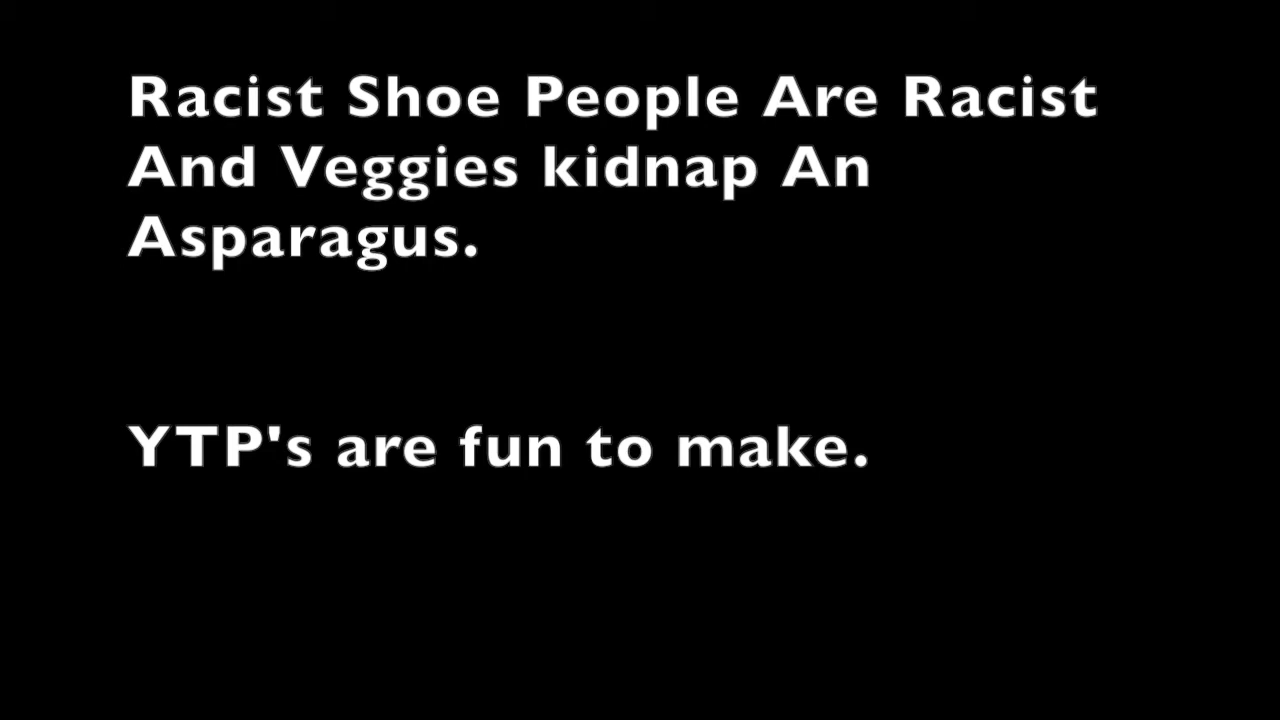 Racist Shoe People Are Racist
And Veggies kidnap An
Asparagus.
YTP's are fun to make.